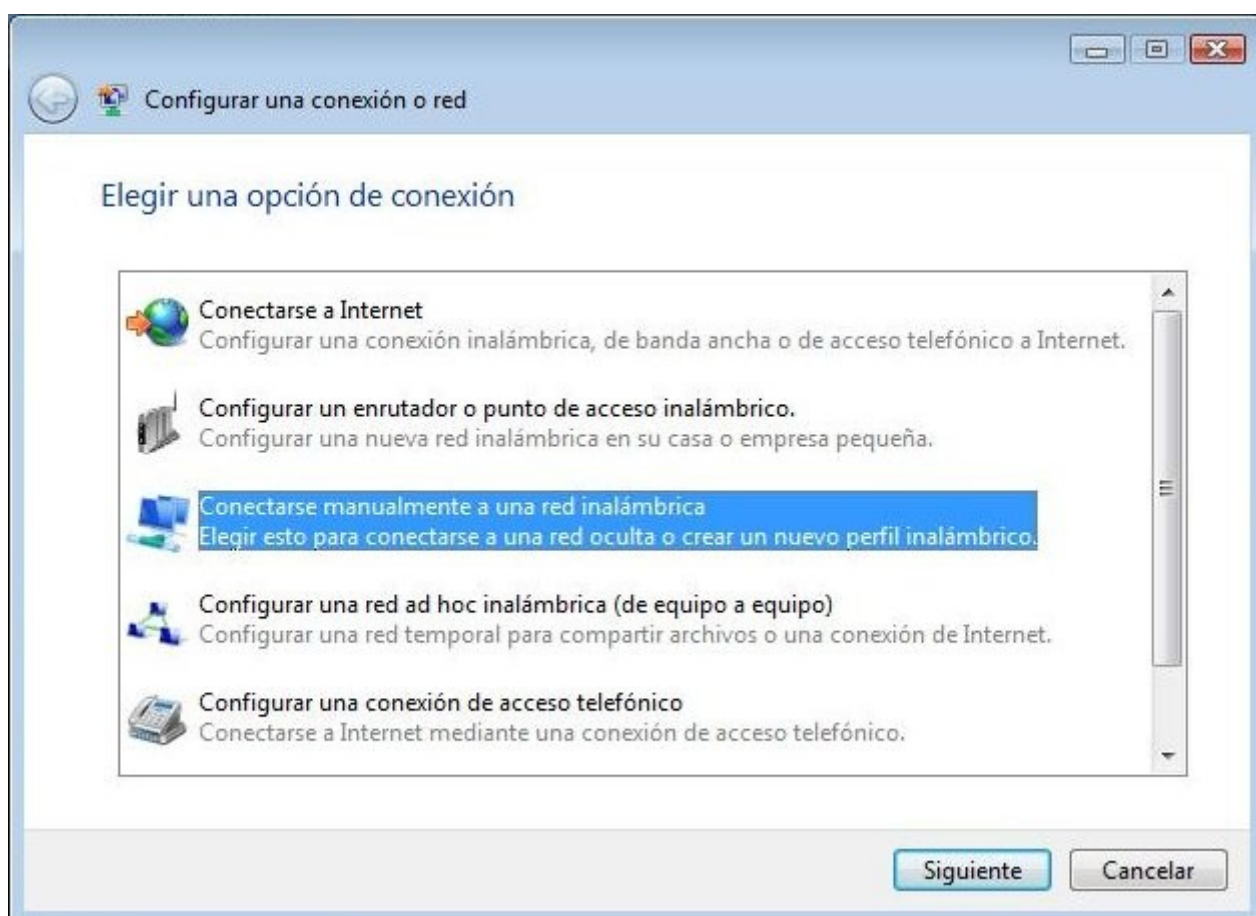 Configurar una conexión o red
Elegir una opción de conexión
Conectarse a Internet
Configurar una conexión inalámbrica, de banda ancha o de acceso telefónico a Internet.
Configurar un enrutador o punto de acceso inalámbrico.
Configurar una nueva red inalámbrica en su casa o empresa pequeña.
Conectarse manualmente a una red inalámbrica
Elegir esto para conectarse a una red oculta o crear un nuevo perfil inalámbrico.
Configurar una red ad hoc inalámbrica (de equipo a equipo)
Configurar una red temporal para compartir archivos o una conexión de Internet.
Configurar una conexión de acceso telefónico
Conectarse a Internet mediante una conexión de acceso telefónico.
Siguiente
Cancelar